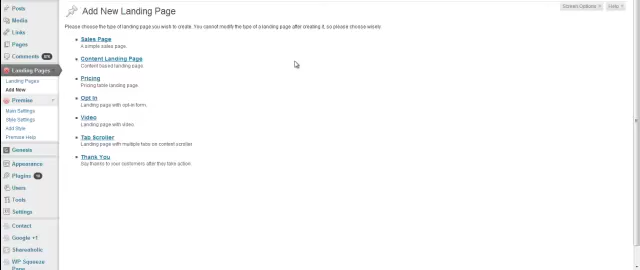 Posts
Media
Links
Pages
Comments
Landing Pages
Landing Pages
Add New
Premise
Main Settings
Style Settings
Add Style
Premise Help
Genesis
Appearance
Plugins
Users
Tools
Settings
Contact
Google +1
Shareaholic
WP Squeeze
Page
Screen Options
Help
Add New Landing Page
Please choose the type of landing page you wish to create. You cannot modify the type of a landing page after creating it, so please choose wisely.
Sales Page
A simple sales page.
Content Landing Page
Content based landing page.
Pricing
Pricing table landing page.
Opt In
Landing page with opt-in form.
Video
Landing page with video.
Tab Scroller
Landing page with multiple tabs on content scroller.
Thank You
Say thanks to your customers after they take action.